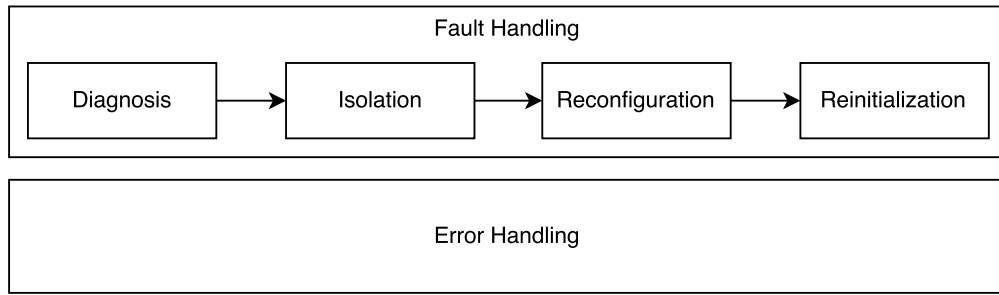 Fault Handling
Diagnosis
Isolation
Reconfiguration
Reinitialization
Error Handling